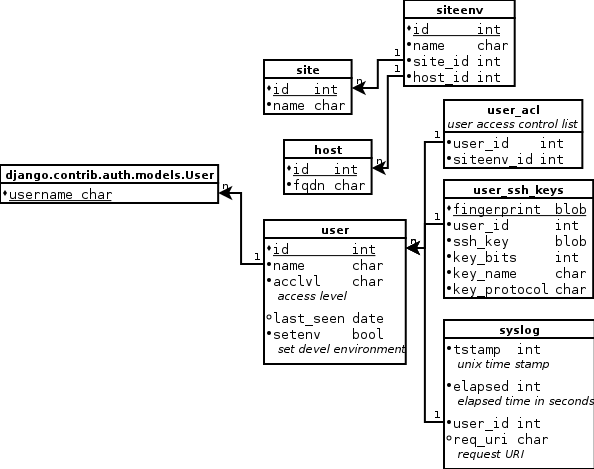 siteenv
id int
name char
site_id int
host_id int
1
1
site
id int
name char
n
host
id int
fqdn char
n
user_acl
user access control list
user_id int
siteenv_id int
1
django.contrib.auth.models.User
username char
n
user_ssh_keys
fingerprint blob
user_id int
ssh_key blob
key_bits int
key_name char
key_protocol char
1
user
id int
name char
acclvl char
access level
last_seen date
setenv bool
set devel environment
1
n
syslog
tstamp int
unix time stamp
elapsed int
elapsed time in seconds
user_id int
req_uri char
request URI
1